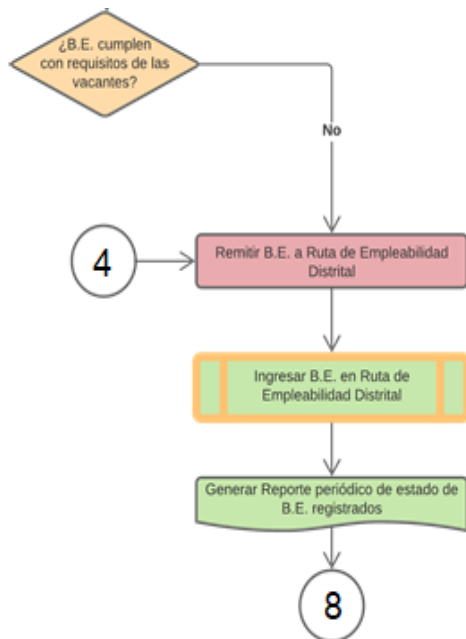 ¿B.E. cumplen
con requisitos de las
vacantes?
No
4
Remitir B.E. a Ruta de Empleabilidad
Distrital
Ingresar B.E. en Ruta de
Empleabilidad Distrital
Generar Reporte periódico de estado de
B.E. registrados
8